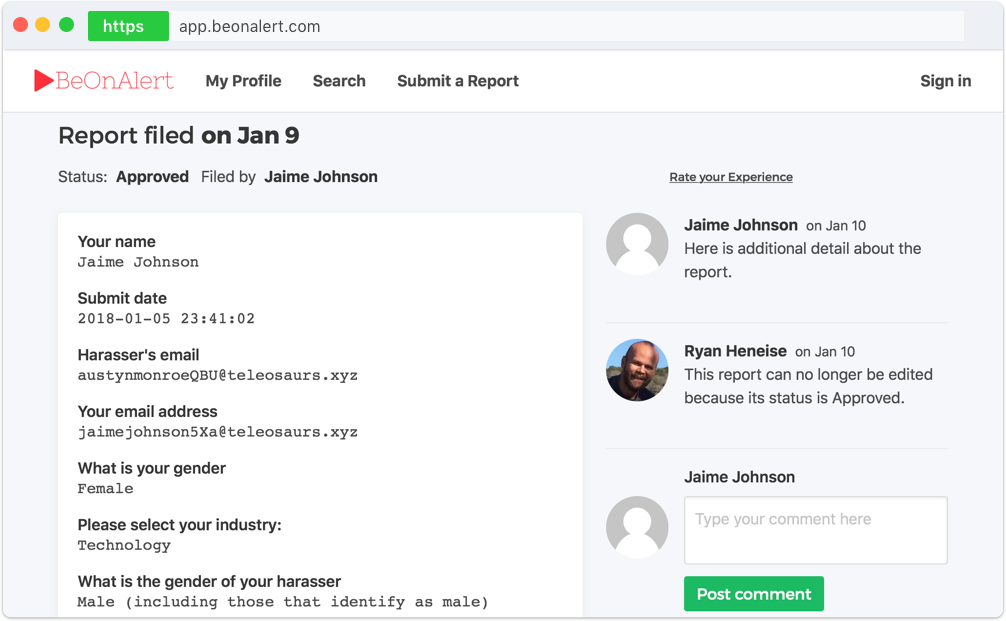 https app.beonalert.com
BeOnAlert My Profile Search Submit a Report Sign in
Report filed on Jan 9
Status: Approved Filed by Jaime Johnson
Rate your Experience
Your name
Jaime Johnson
Submit date
2018-01-05 23:41:02
Harasser's email
austynmonroeQBU@teleosaurs.xyz
Your email address
jaimejohnson5Xa@teleosaurs.xyz
What is your gender
Female
Please select your industry:
Technology
What is the gender of your harasser
Male (including those that identify as male)
Jaime Johnson on Jan 10
Here is additional detail about the
report.
Ryan Heneise on Jan 10
This report can no longer be edited
because its status is Approved.
Jaime Johnson
Type your comment here
Post comment